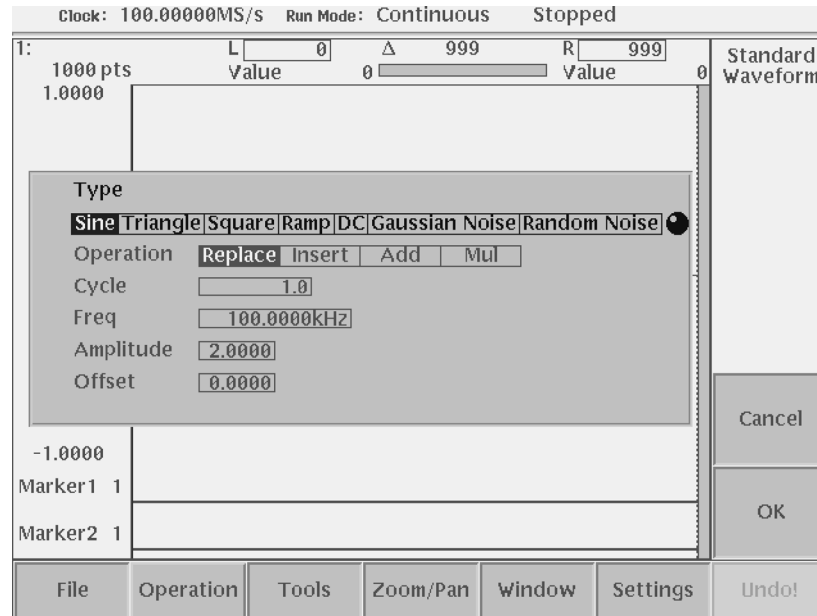 Clock: 100.00000MS/s Run Mode: Continuous Stopped
1: L 0 Δ 999 R 999
1000 pts Value 0 Value 0
Standard
Waveform
1.0000
Type
Sine Triangle Square Ramp DC Gaussian Noise Random Noise
Operation Replace Insert Add Mul
Cycle 1.0
Freq 100.0000kHz
Amplitude 2.0000
Offset 0.0000
Cancel
-1.0000
Marker1 1
OK
Marker2 1
File Operation Tools Zoom/Pan Window Settings Undo!